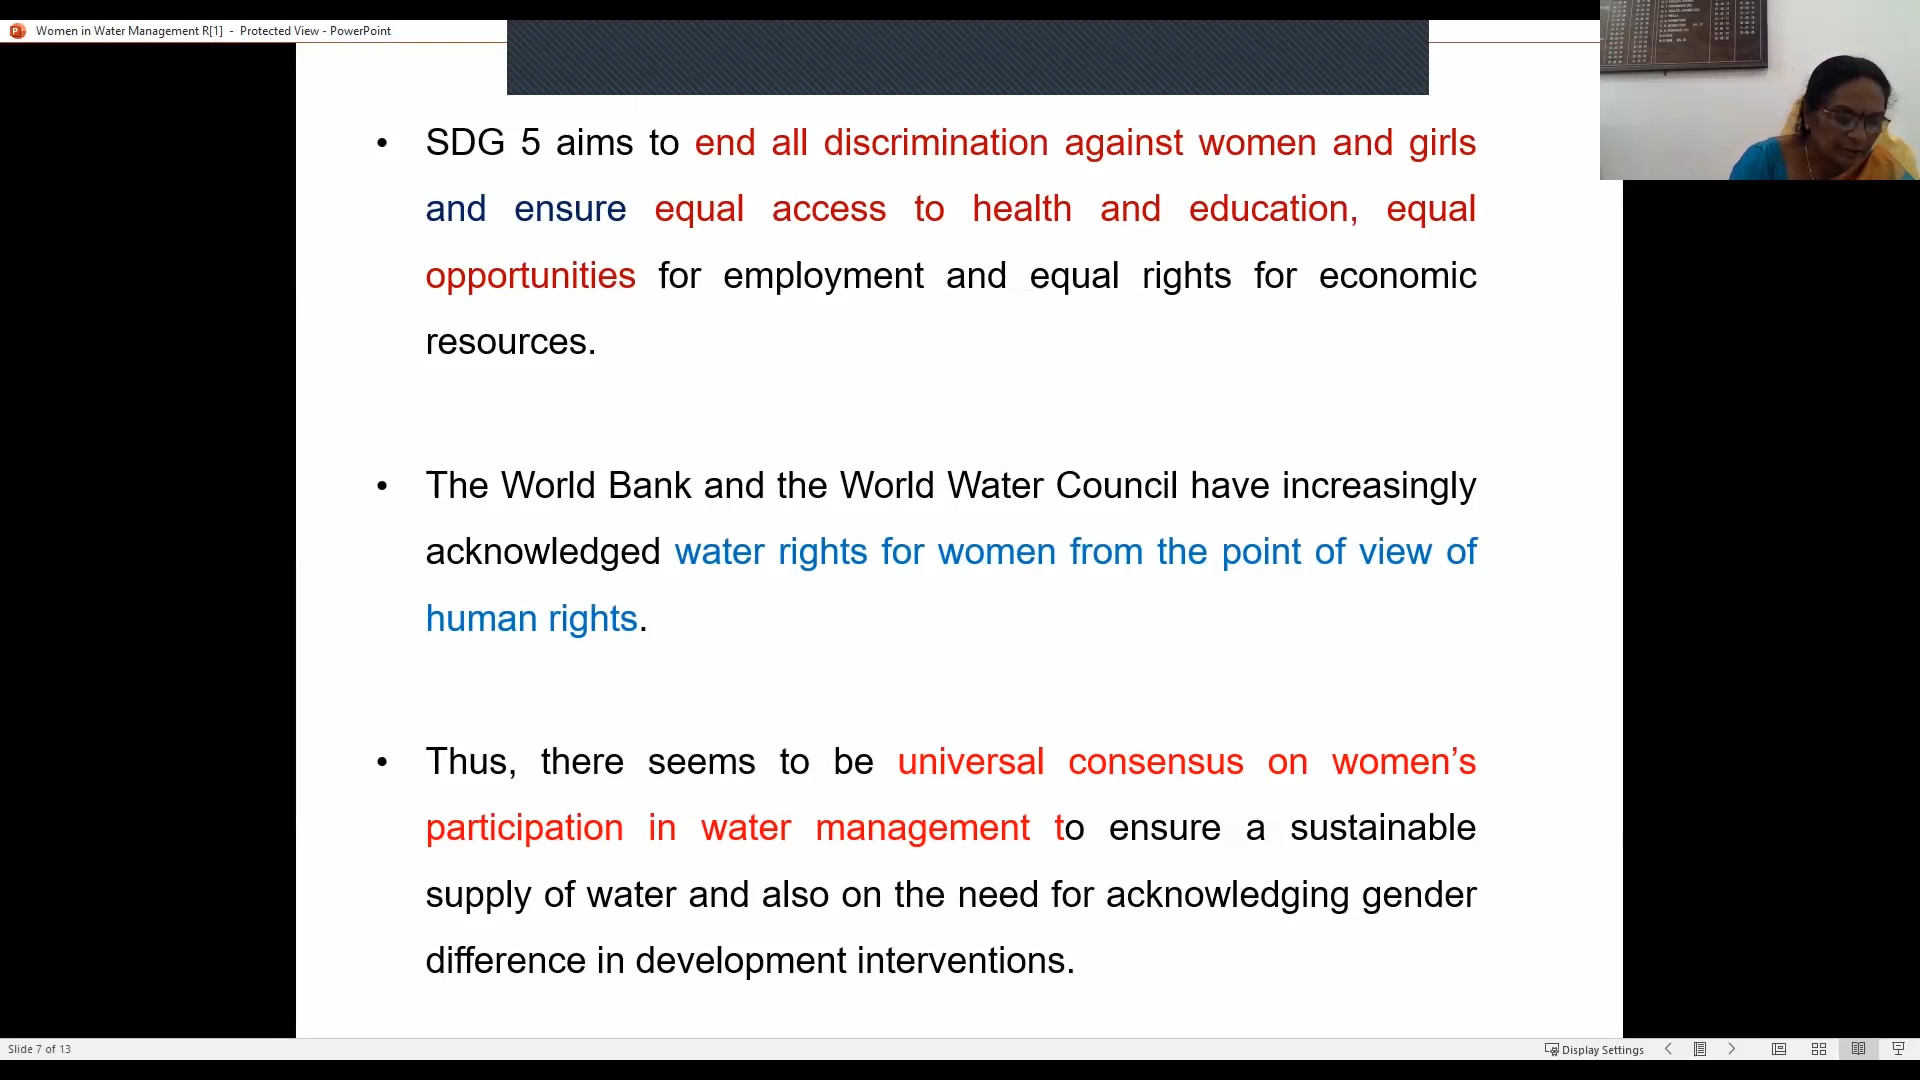 Women in Water Management R[1] - Protected View - PowerPoint
• SDG 5 aims to end all discrimination against women and girls
and ensure equal access to health and education, equal
opportunities for employment and equal rights for economic
resources.
• The World Bank and the World Water Council have increasingly
acknowledged water rights for women from the point of view of
human rights.
• Thus, there seems to be universal consensus on women’s
participation in water management to ensure a sustainable
supply of water and also on the need for acknowledging gender
difference in development interventions.
Slide 7 of 13
Display Settings